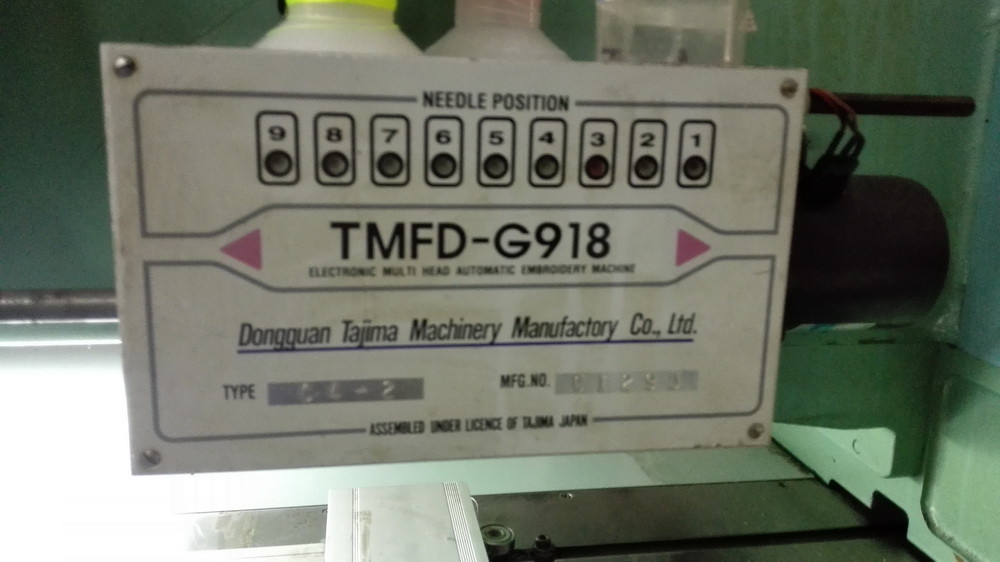 NEEDLE POSITION
9 8 7 6 5 4 3 2 1
TMFD-G918
ELECTRONIC MULTI HEAD AUTOMATIC EMBROIDERY MACHINE
Dongguan Tajima Machinery Manufactory Co., Ltd.
TYPE MFG.NO.
ASSEMBLED UNDER LICENCE OF TAJIMA JAPAN